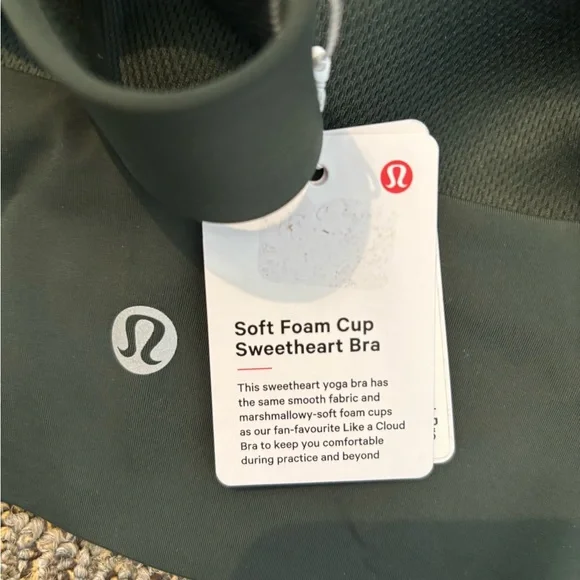 Soft Foam Cup
Sweetheart Bra
This sweetheart yoga bra has
the same smooth fabric and
marshmallowy-soft foam cups
as our fan-favourite Like a Cloud
Bra to keep you comfortable
during practice and beyond